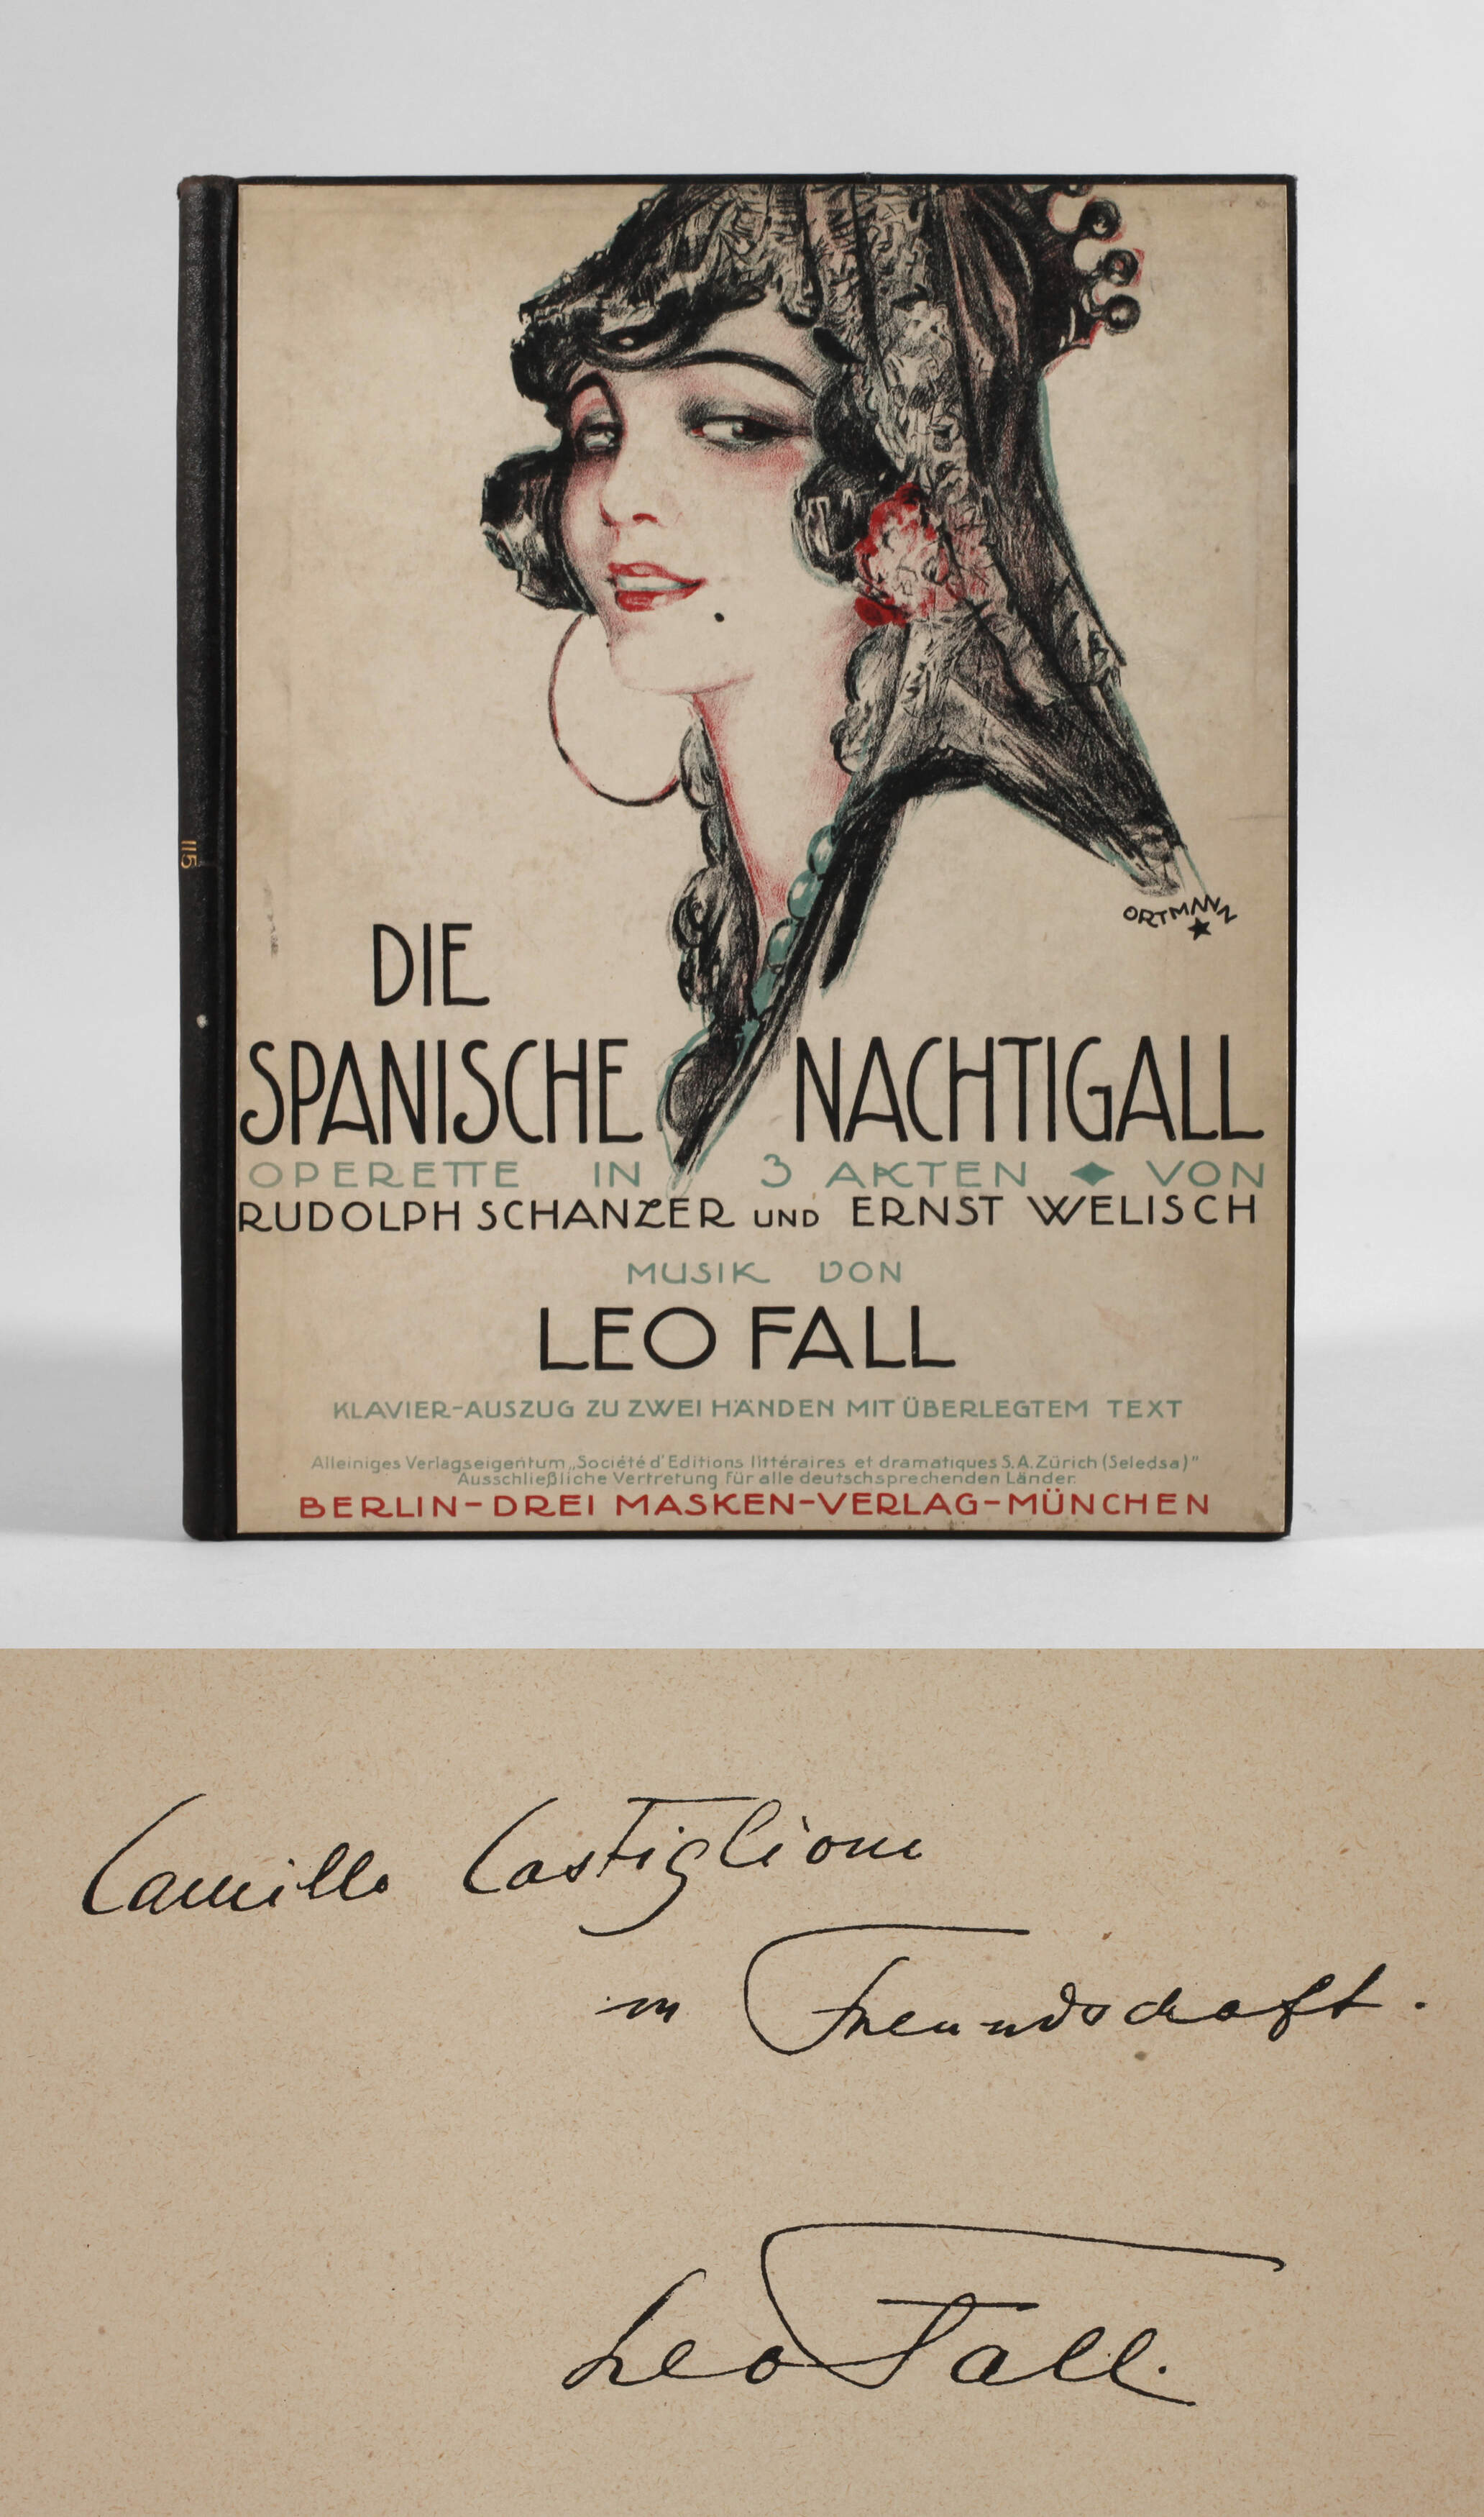 115
ORTMANN
DIE
SPANISCHE NACHTIGALL
OPERETTE IN 3 AKTEN ◆ VON
RUDOLPH SCHANZER UND ERNST WELISCH
MUSIK VON
LEO FALL
KLAVIER-AUSZUG ZU ZWEI HÄNDEN MIT ÜBERLEGTEM TEXT
Alleiniges Verlagseigentum „Société d'Editions littéraires et dramatiques S.A. Zürich (Seledsa)"
Ausschließliche Vertretung für alle deutschsprechenden Länder:
BERLIN-DREI MASKEN-VERLAG-MÜNCHEN
Camillo Castiglioni
in Freundschaft.
Leo Fall.